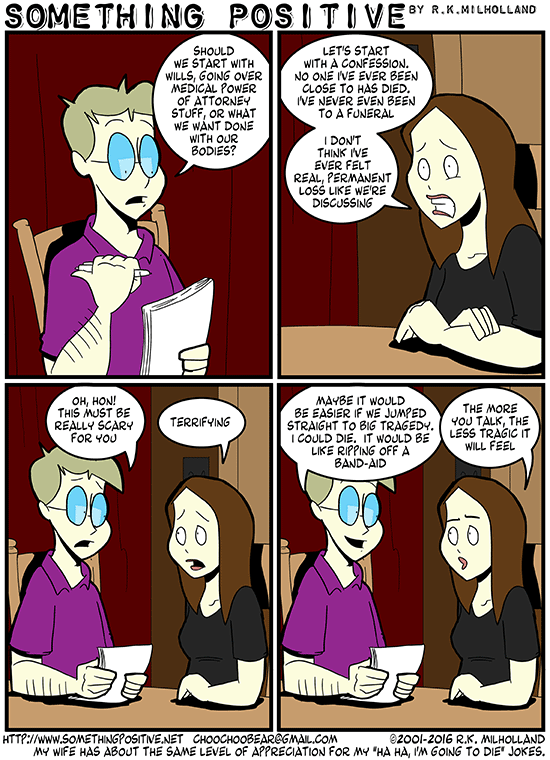 SOMETHING POSITIVE BY R.K.MILHOLLAND
SHOULD
WE START WITH
WILLS, GOING OVER
MEDICAL POWER
OF ATTORNEY
STUFF, OR WHAT
WE WANT DONE
WITH OUR
BODIES?
LET'S START
WITH A CONFESSION.
NO ONE I'VE EVER BEEN
CLOSE TO HAS DIED.
I'VE NEVER EVEN BEEN
TO A FUNERAL
I DON'T
THINK I'VE
EVER FELT
REAL, PERMANENT
LOSS LIKE WE'RE
DISCUSSING
OH, HON!
THIS MUST BE
REALLY SCARY
FOR YOU
TERRIFYING
MAYBE IT WOULD
BE EASIER IF WE JUMPED
STRAIGHT TO BIG TRAGEDY.
I COULD DIE. IT WOULD BE
LIKE RIPPING OFF A
BAND-AID
THE MORE
YOU TALK, THE
LESS TRAGIC IT
WILL FEEL
HTTP://WWW.SOMETHINGPOSITIVE.NET CHOOCHOOBEAR@GMAIL.COM ©2001-2016 R.K. MILHOLLAND
MY WIFE HAS ABOUT THE SAME LEVEL OF APPRECIATION FOR MY "HA HA, I'M GOING TO DIE" JOKES.